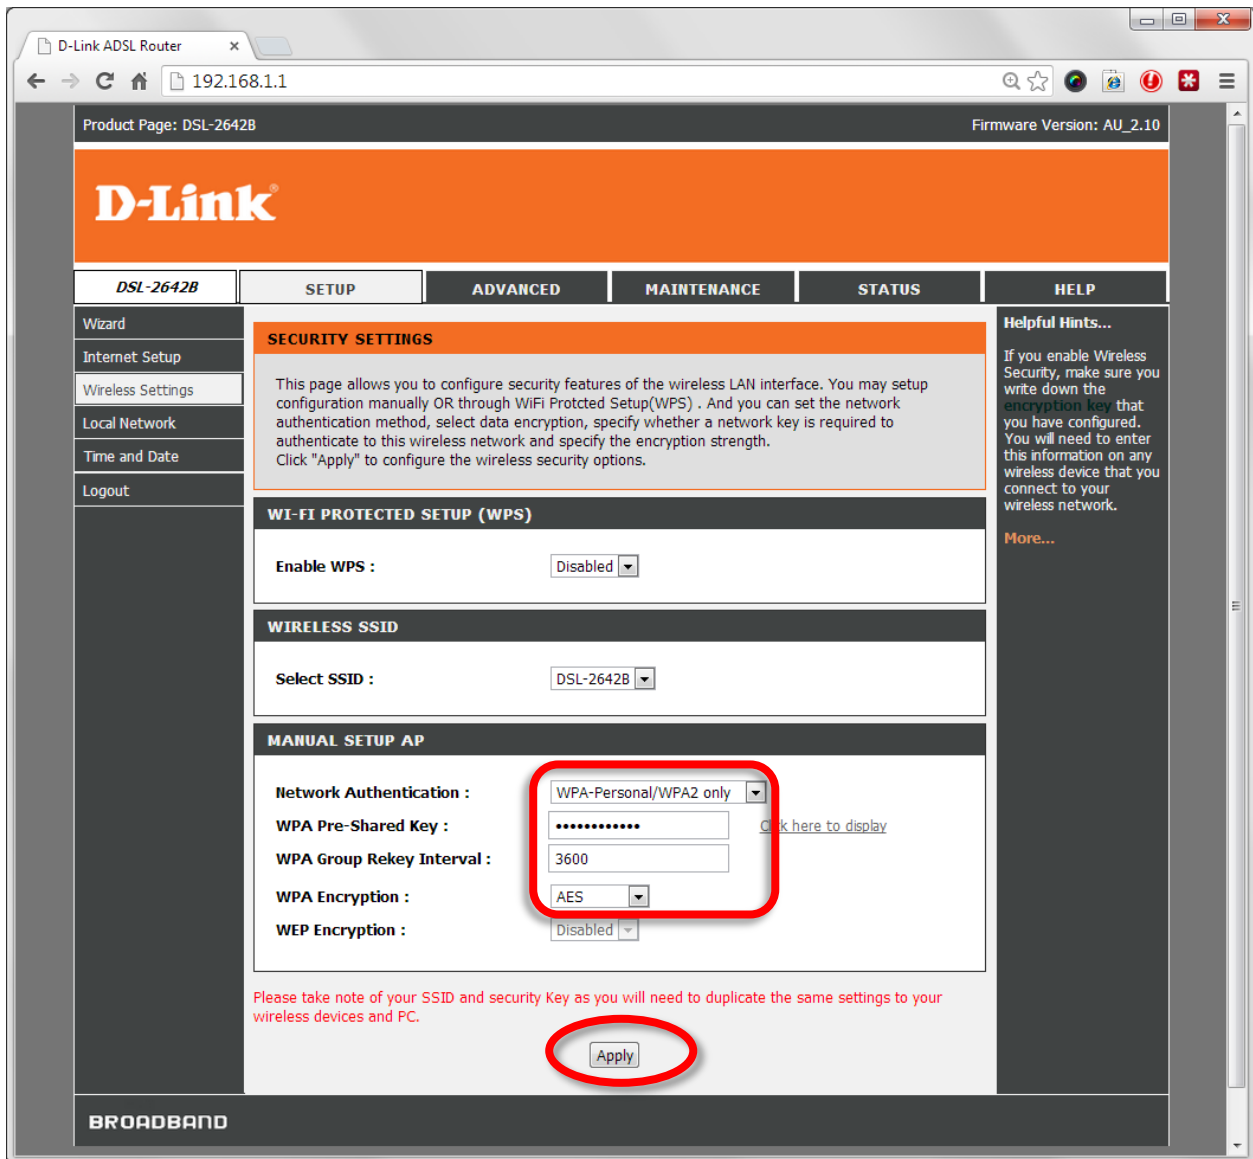 D-Link ADSL Router
192.168.1.1
Product Page: DSL-2642B
Firmware Version: AU_2.10
D-Link®
DSL-2642B
SETUP
ADVANCED
MAINTENANCE
STATUS
HELP
Wizard
Internet Setup
Wireless Settings
Local Network
Time and Date
Logout
SECURITY SETTINGS
This page allows you to configure security features of the wireless LAN interface. You may setup
configuration manually OR through WiFi Protcted Setup(WPS) . And you can set the network
authentication method, select data encryption, specify whether a network key is required to
authenticate to this wireless network and specify the encryption strength.
Click "Apply" to configure the wireless security options.
WI-FI PROTECTED SETUP (WPS)
Enable WPS :
Disabled
WIRELESS SSID
Select SSID :
DSL-2642B
MANUAL SETUP AP
Network Authentication :
WPA-Personal/WPA2 only
WPA Pre-Shared Key :
••••••••••••
Click here to display
WPA Group Rekey Interval :
3600
WPA Encryption :
AES
WEP Encryption :
Disabled
Please take note of your SSID and security Key as you will need to duplicate the same settings to your
wireless devices and PC.
Apply
Helpful Hints...
If you enable Wireless
Security, make sure you
write down the
encryption key that
you have configured.
You will need to enter
this information on any
wireless device that you
connect to your
wireless network.
More...
BROADBAND